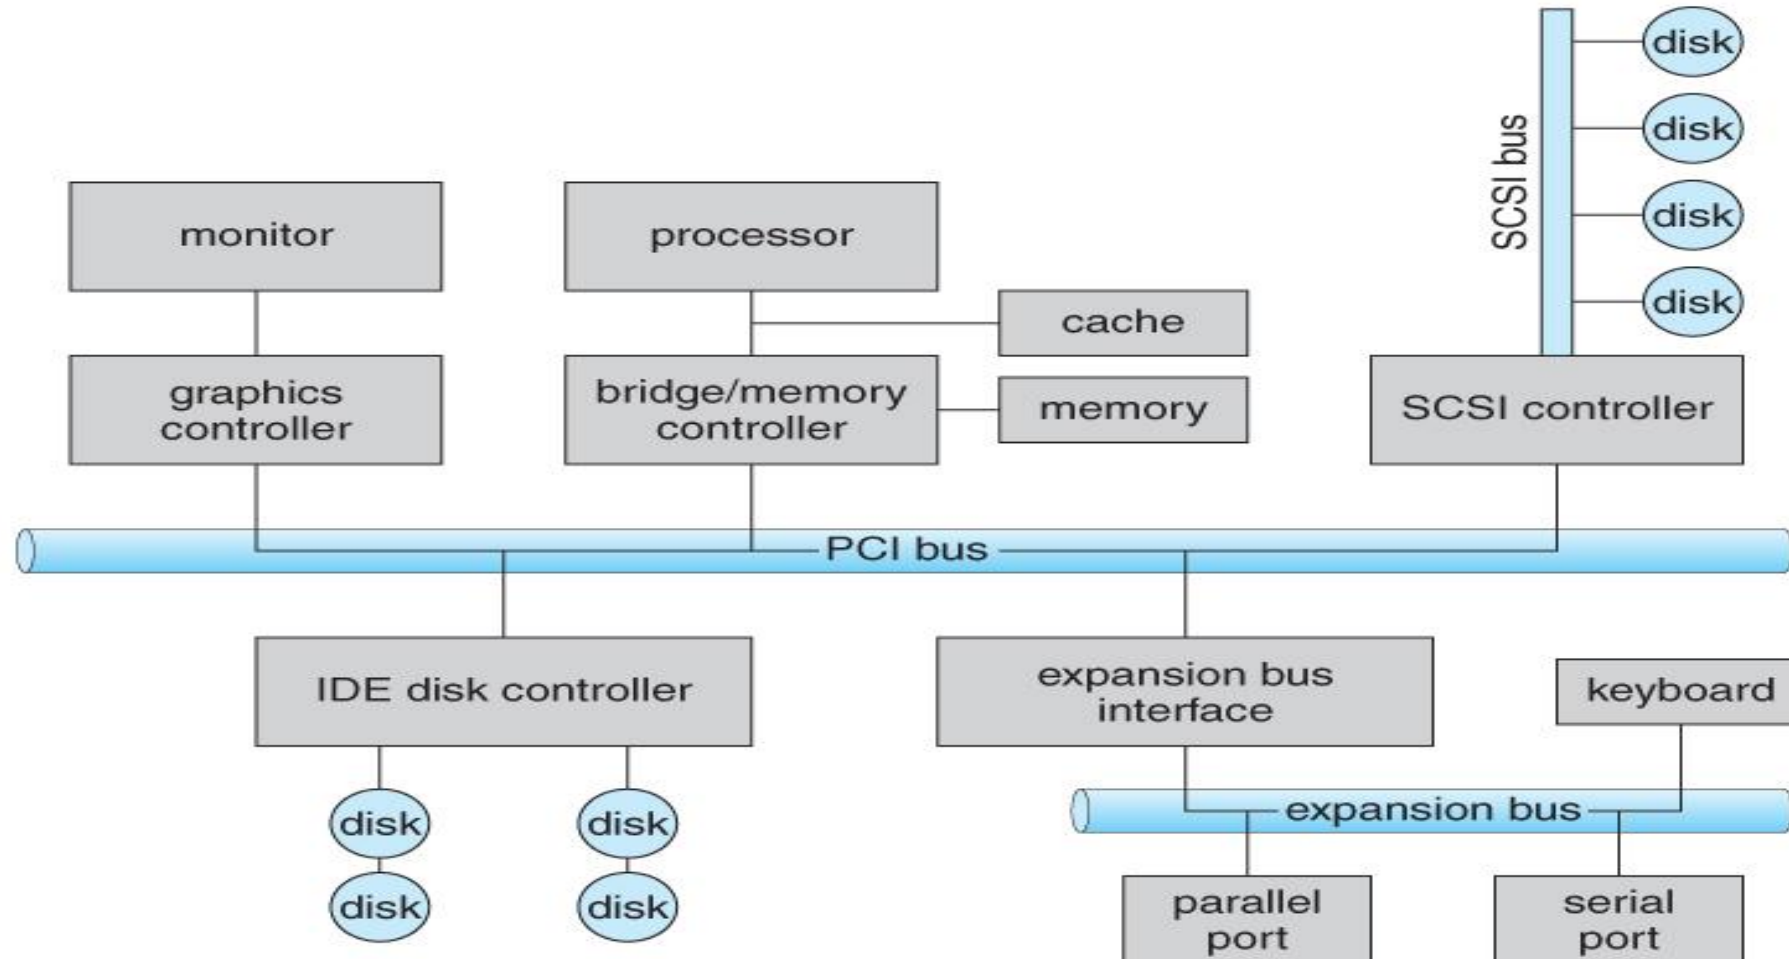 disk
disk
SCSI bus
disk
disk
monitor
processor
cache
graphics
controller
bridge/memory
controller
memory
SCSI controller
PCI bus
IDE disk controller
expansion bus
interface
keyboard
disk
disk
expansion bus
disk
disk
parallel
port
serial
port